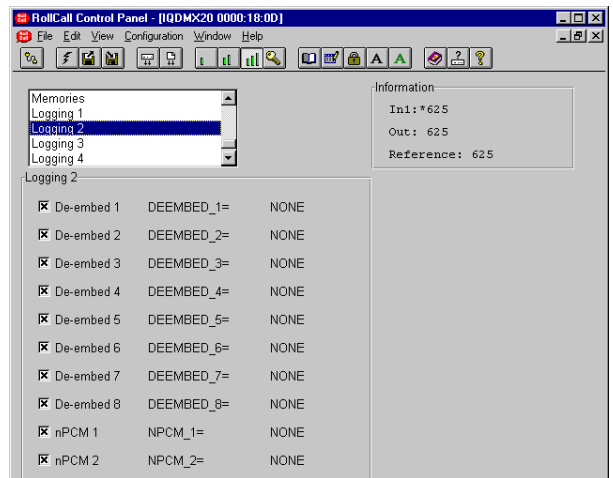 RollCall Control Panel - [IQDMX20 0000:18:0D]
File Edit View Configuration Window Help
A A
Memories
Logging 1
Logging 2
Logging 3
Logging 4
Information
In1:*625
Out: 625
Reference: 625
Logging 2
De-embed 1 DEEMBED_1= NONE
De-embed 2 DEEMBED_2= NONE
De-embed 3 DEEMBED_3= NONE
De-embed 4 DEEMBED_4= NONE
De-embed 5 DEEMBED_5= NONE
De-embed 6 DEEMBED_6= NONE
De-embed 7 DEEMBED_7= NONE
De-embed 8 DEEMBED_8= NONE
nPCM 1 NPCM_1= NONE
nPCM 2 NPCM_2= NONE